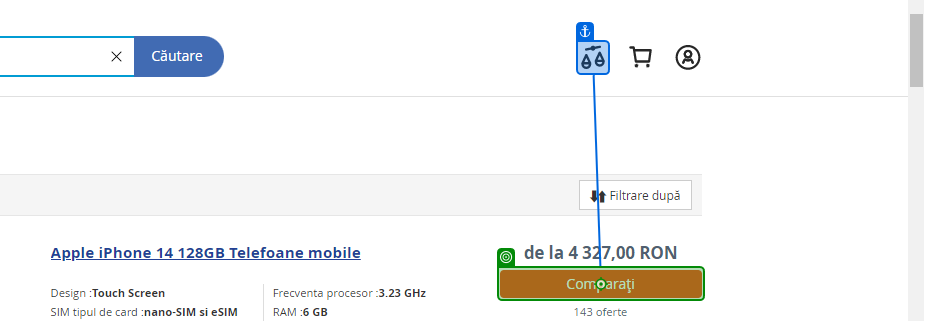 Căutare
Filtrare după
Apple iPhone 14 128GB Telefoane mobile
de la 4 327,00 RON
Comparaţi
Design :Touch Screen
Frecventa procesor :3.23 GHz
SIM tipul de card :nano-SIM si eSIM
RAM :6 GB
143 oferte